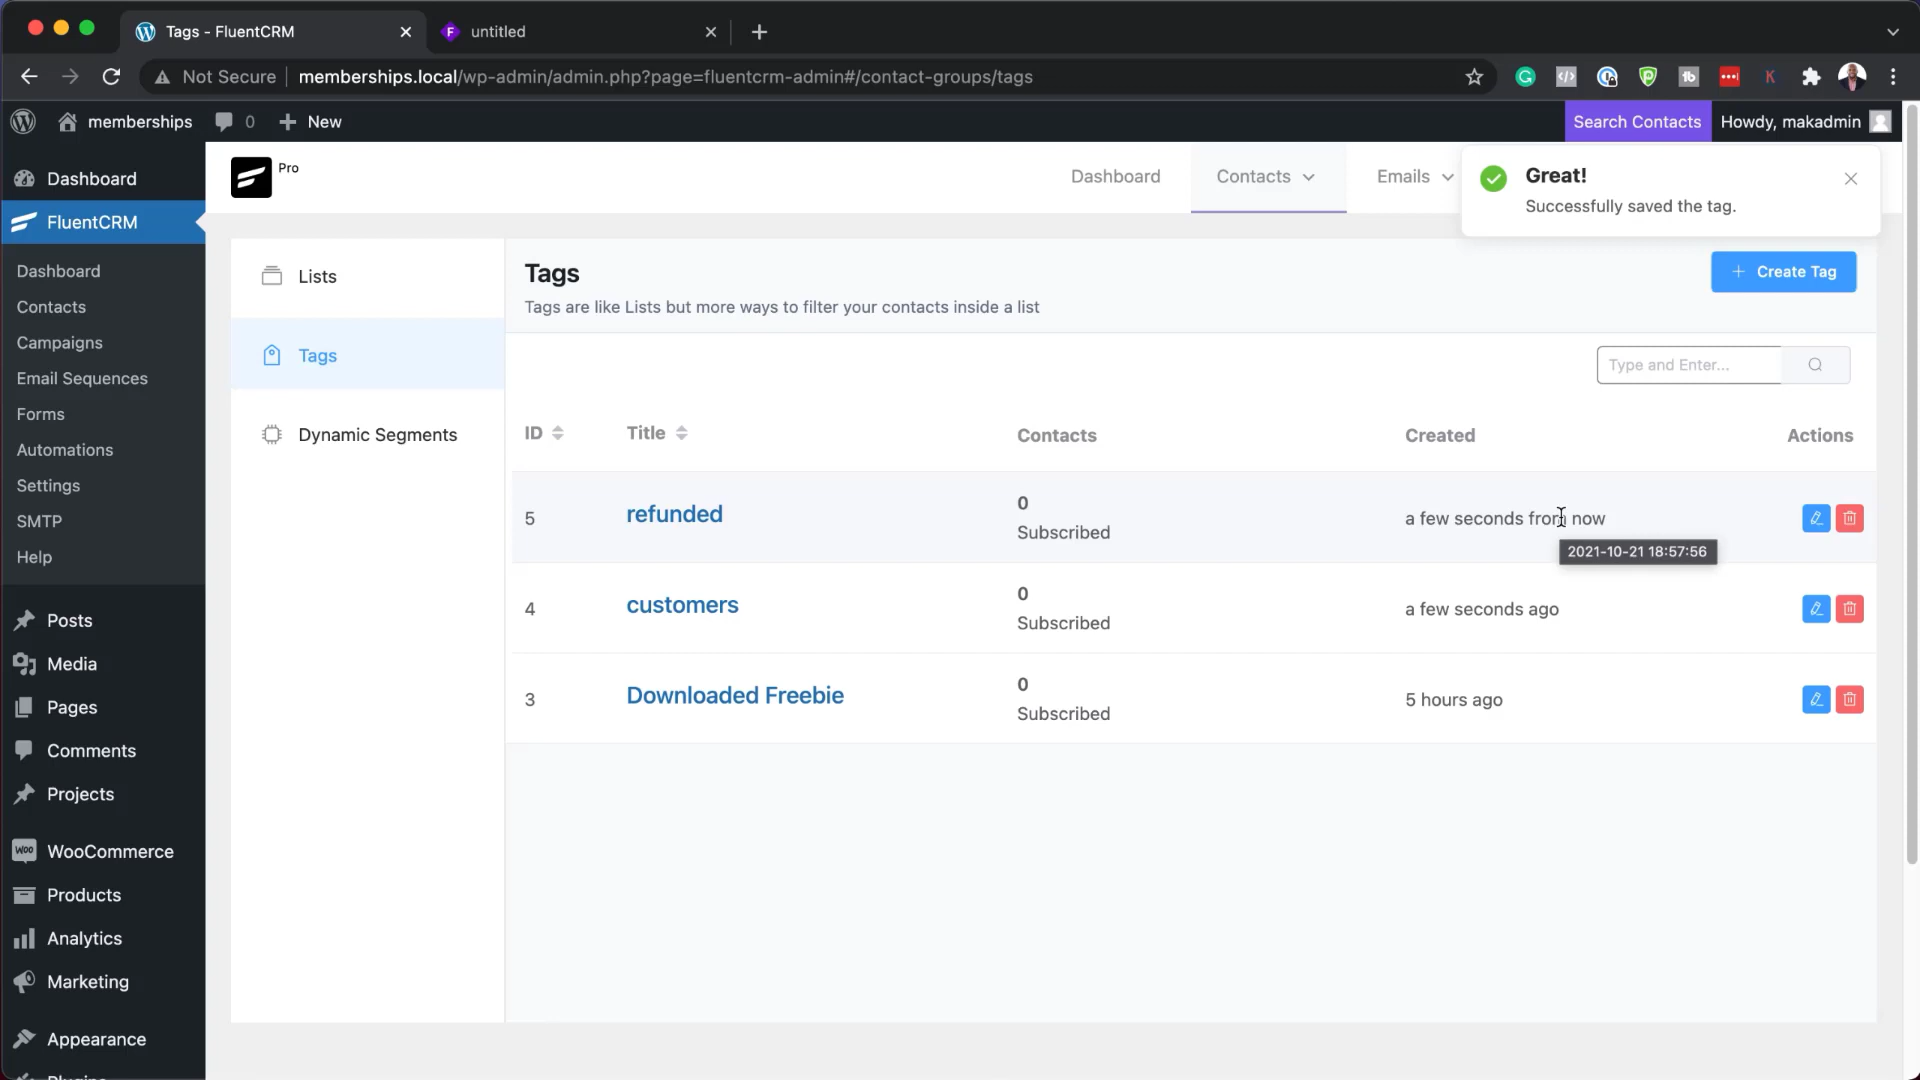 Tags - FluentCRM
untitled
Not Secure
memberships.local/wp-admin/admin.php?page=fluentcrm-admin#/contact-groups/tags
memberships
0
New
Search Contacts
Howdy, makadmin
Dashboard
FluentCRM
Dashboard
Contacts
Campaigns
Email Sequences
Forms
Automations
Settings
SMTP
Help
Posts
Media
Pages
Comments
Projects
WooCommerce
Products
Analytics
Marketing
Appearance
Pro
Dashboard
Contacts
Emails
Great!
Successfully saved the tag.
Lists
Tags
Dynamic Segments
Tags
Tags are like Lists but more ways to filter your contacts inside a list
Create Tag
Type and Enter...
ID Title Contacts Created Actions
5 refunded 0 Subscribed a few seconds from now
2021-10-21 18:57:56
4 customers 0 Subscribed a few seconds ago
3 Downloaded Freebie 0 Subscribed 5 hours ago